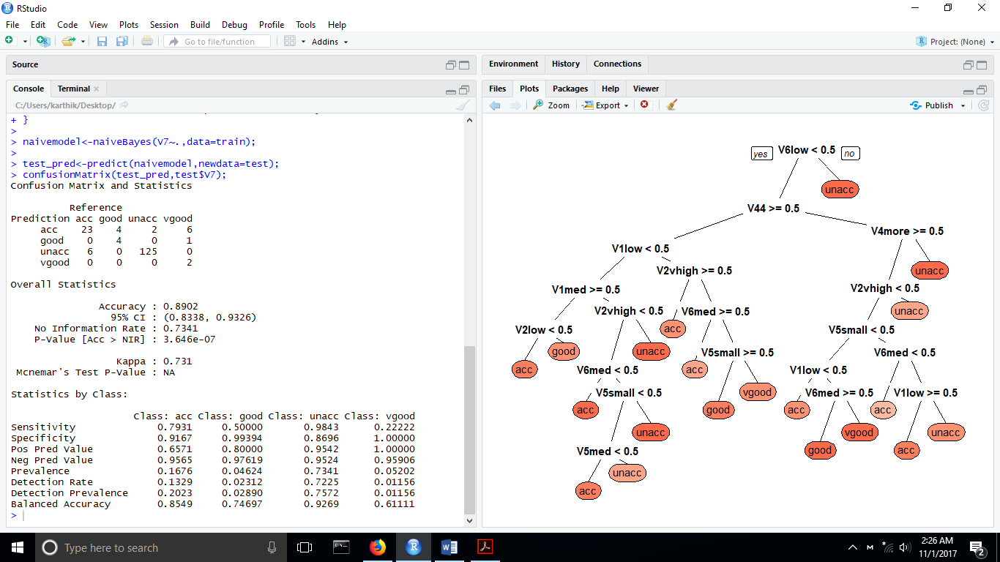 RStudio
File Edit Code View Plots Session Build Debug Profile Tools Help
Go to file/function Addins Project: (None)
Source
Console Terminal
C:/Users/karthik/Desktop/
+ }
>
> naivemodel<-naiveBayes(V7~.,data=train);
>
> test_pred<-predict(naivemodel,newdata=test);
> confusionMatrix(test_pred,test$V7);
Confusion Matrix and Statistics
Reference
Prediction acc good unacc vgood
acc 23 4 2 6
good 0 4 0 1
unacc 6 0 125 0
vgood 0 0 0 2
Overall Statistics
Accuracy : 0.8902
95% CI : (0.8338, 0.9326)
No Information Rate : 0.7341
P-Value [Acc > NIR] : 3.646e-07
Kappa : 0.731
Mcnemar's Test P-Value : NA
Statistics by Class:
Class: acc Class: good Class: unacc Class: vgood
Sensitivity 0.7931 0.50000 0.9843 0.22222
Specificity 0.9167 0.99394 0.8696 1.00000
Pos Pred Value 0.6571 0.80000 0.9542 1.00000
Neg Pred Value 0.9565 0.97619 0.9524 0.95906
Prevalence 0.1676 0.04624 0.7341 0.05202
Detection Rate 0.1329 0.02312 0.7225 0.01156
Detection Prevalence 0.2023 0.02890 0.7572 0.01156
Balanced Accuracy 0.8549 0.74697 0.9269 0.61111
>
Environment History Connections
Files Plots Packages Help Viewer
Zoom Export Publish
yes V6low < 0.5 no
unacc
V44 >= 0.5
V4more >= 0.5
V1low < 0.5
V2vhigh >= 0.5 unacc
V1med >= 0.5 V2vhigh < 0.5
V2vhigh < 0.5 V6med >= 0.5 unacc
V2low < 0.5 acc V5small < 0.5
good unacc V5small >= 0.5 V6med < 0.5
acc V6med < 0.5 acc V1low < 0.5
V5small < 0.5 vgood V6med >= 0.5 V1low >= 0.5
acc good acc acc
unacc vgood unacc
V5med < 0.5 good acc
unacc
acc
Type here to search
2:26 AM
11/1/2017
2